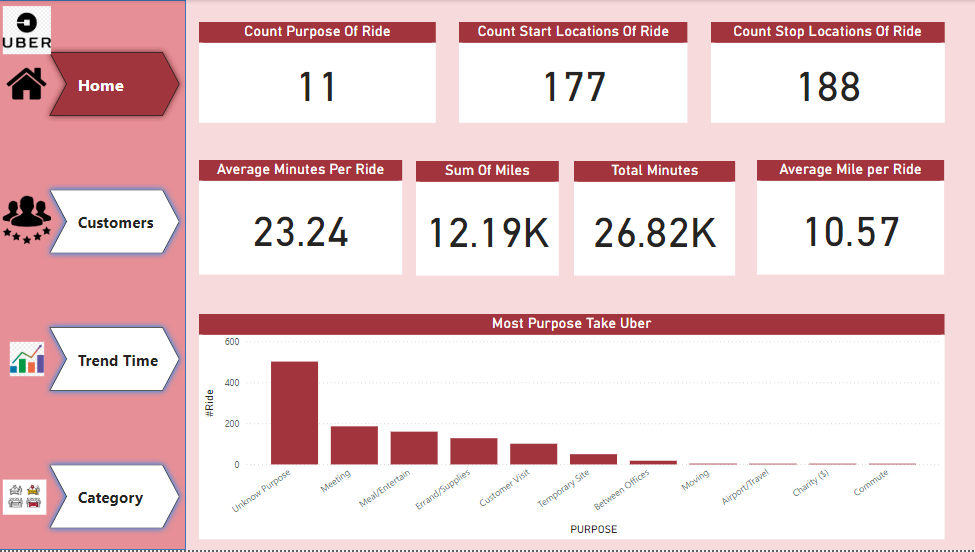 UBER
Home
Customers
Trend Time
Category
Count Purpose Of Ride
11
Count Start Locations Of Ride
177
Count Stop Locations Of Ride
188
Average Minutes Per Ride
23.24
Sum Of Miles
12.19K
Total Minutes
26.82K
Average Mile per Ride
10.57
Most Purpose Take Uber
#Ride
600
400
200
0
Unknow Purpose
Meeting
Meal/Entertain
Errand/Supplies
Customer Visit
Temporary Site
Between Offices
Moving
Airport/Travel
Charity ($)
Commute
PURPOSE